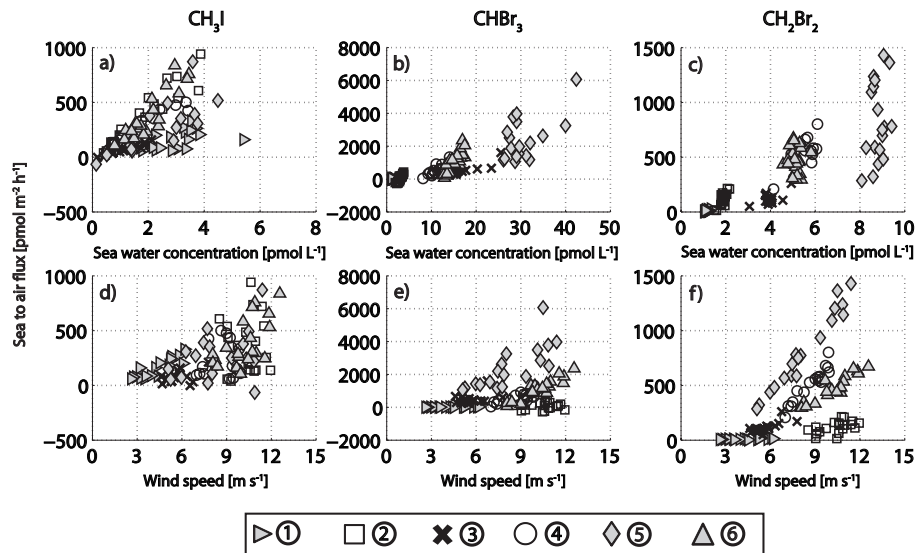 CH3I CHBr3 CH2Br2
a) b) c)
1000 500 0 −500
8000 6000 4000 2000 0 −2000
1500 1000 500 0
0 2 4 6 8
0 10 20 30 40 50
0 2 4 6 8 10
Sea water concentration [pmol L-1] Sea water concentration [pmol L-1] Sea water concentration [pmol L-1]
Sea to air flux [pmol m-2 h-1]
d) e) f)
1000 500 0 −500
8000 6000 4000 2000 0 −2000
1500 1000 500 0
0 3 6 9 12 15
0 3 6 9 12 15
0 3 6 9 12 15
Wind speed [m s-1] Wind speed [m s-1] Wind speed [m s-1]
① ② ③ ④ ⑤ ⑥